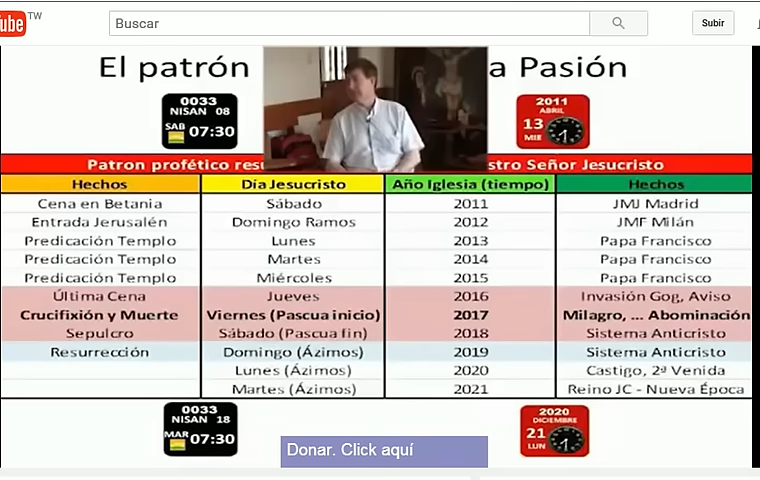 ube TW
Buscar
Subir
El patrón a Pasión
0033
NISAN 08
SAB 07:30
2011
ABRIL
13
MIE
Patron profético resu stro Señor Jesucristo
Hechos Día Jesucristo Año Iglesia (tiempo) Hechos
Cena en Betania Sábado 2011 JMJ Madrid
Entrada Jerusalén Domingo Ramos 2012 JMF Milán
Predicación Templo Lunes 2013 Papa Francisco
Predicación Templo Martes 2014 Papa Francisco
Predicación Templo Miércoles 2015 Papa Francisco
Última Cena Jueves 2016 Invasión Gog, Aviso
Crucifixión y Muerte Viernes (Pascua inicio) 2017 Milagro, ... Abominación
Sepulcro Sábado (Pascua fin) 2018 Sistema Anticristo
Resurrección Domingo (Ázimos) 2019 Sistema Anticristo
Lunes (Ázimos) 2020 Castigo, 2ª Venida
Martes (Ázimos) 2021 Reino JC - Nueva Época
0033
NISAN 18
MAR 07:30
2020
DICIEMBRE
21
LUN
Donar. Click aquí